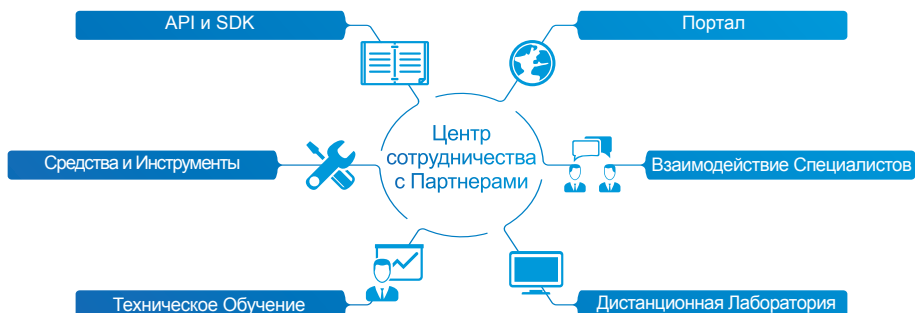 API и SDK
Портал
Центр
сотрудничества
с Партнерами
Средства и Инструменты
Взаимодействие Специалистов
Техническое Обучение
Дистанционная Лаборатория